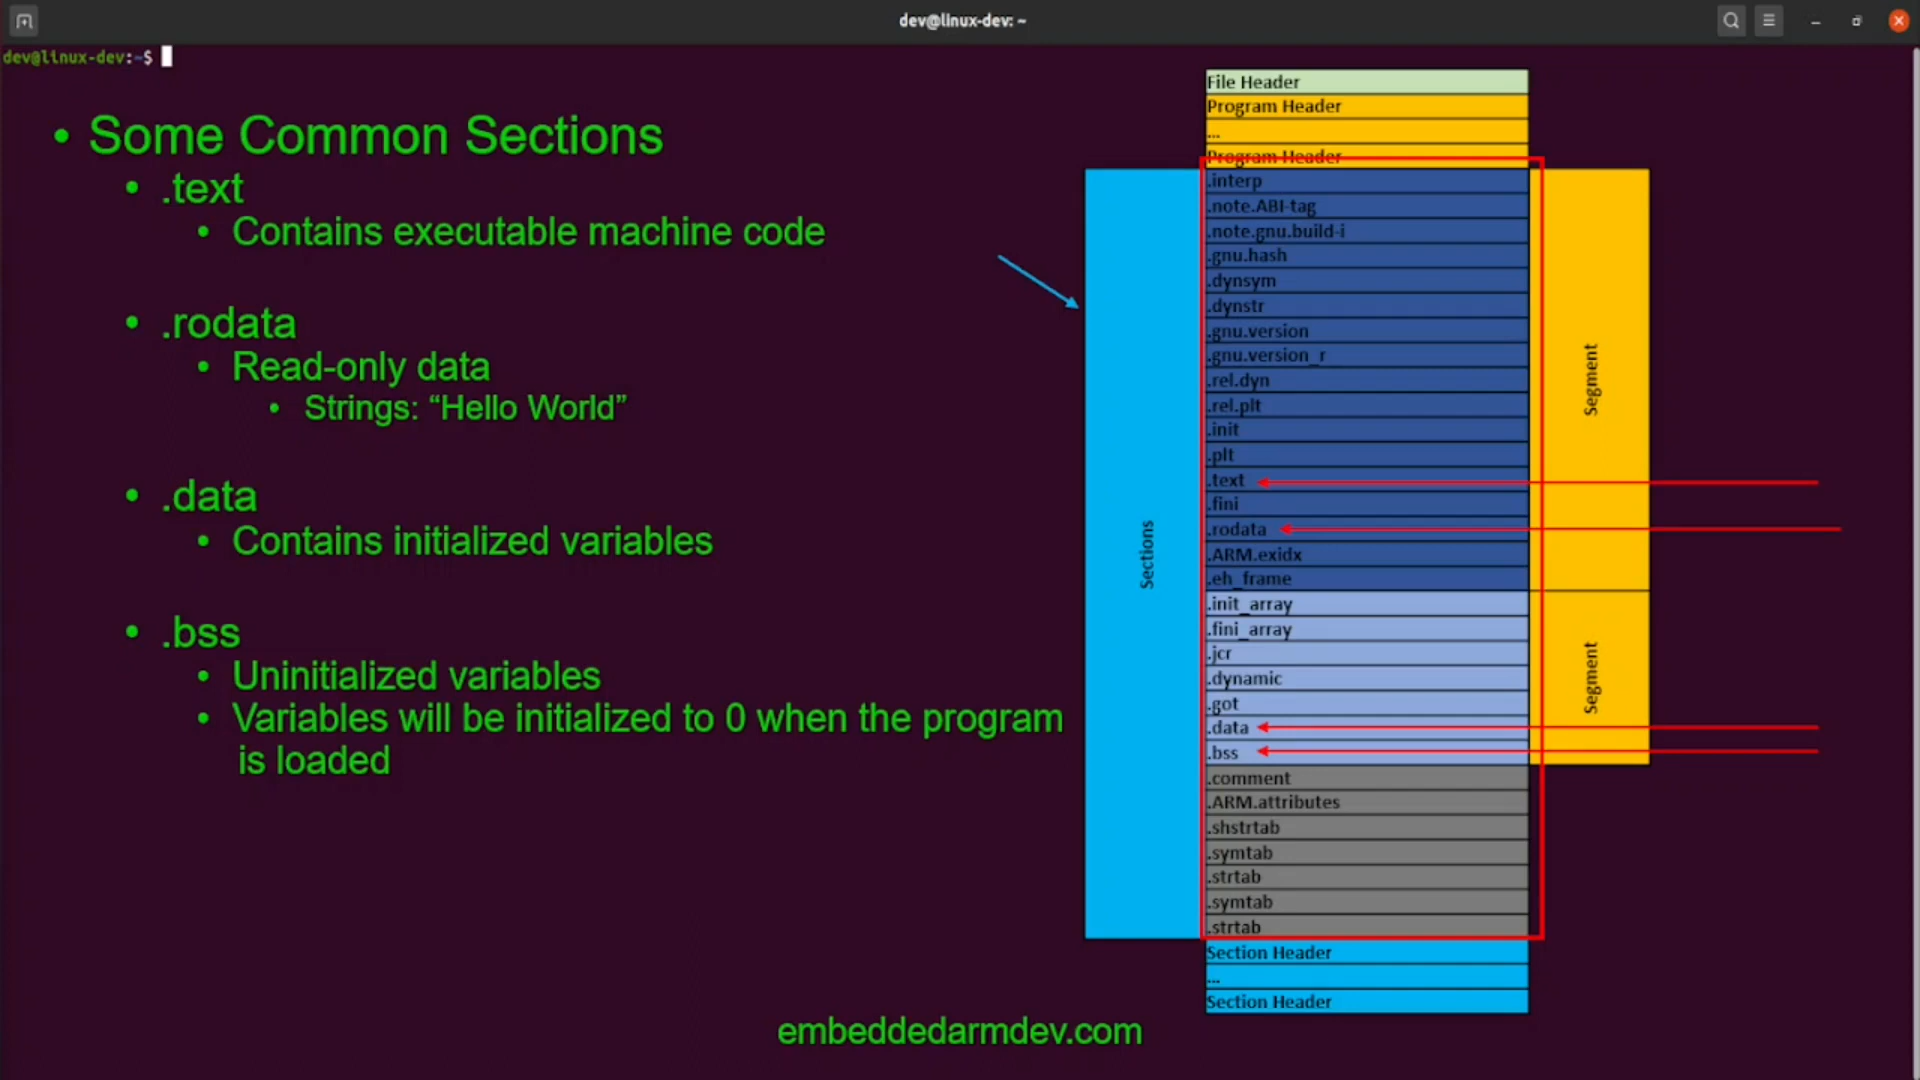 dev@linux-dev: ~
dev@linux-dev:~$
• Some Common Sections
• .text
• Contains executable machine code
• .rodata
• Read-only data
• Strings: “Hello World”
• .data
• Contains initialized variables
• .bss
• Uninitialized variables
• Variables will be initialized to 0 when the program
is loaded
Sections
File Header
Program Header
...
Program Header
.interp
.note.ABI-tag
.note.gnu.build-i
.gnu.hash
.dynsym
.dynstr
.gnu.version
.gnu.version_r
.rel.dyn
.rel.plt
.init
.plt
.text
.fini
.rodata
.ARM.exidx
.eh_frame
.init_array
.fini_array
.jcr
.dynamic
.got
.data
.bss
.comment
.ARM.attributes
.shstrtab
.symtab
.strtab
.symtab
.strtab
Section Header
...
Section Header
Segment
Segment
embeddedarmdev.com